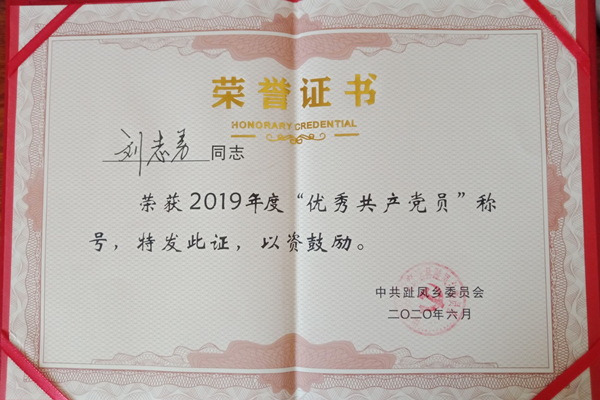 荣誉证书
HONORARY CREDENTIAL
刘志勇 同志
荣获2019年度“优秀共产党员”称
号，特发此证，以资鼓励。
中共趾凤乡委员会
二〇二〇年六月